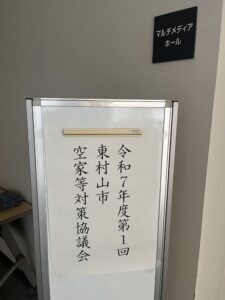 マルチメディア
ホール
令和7年度第1回
東村山市
空家等対策協議会